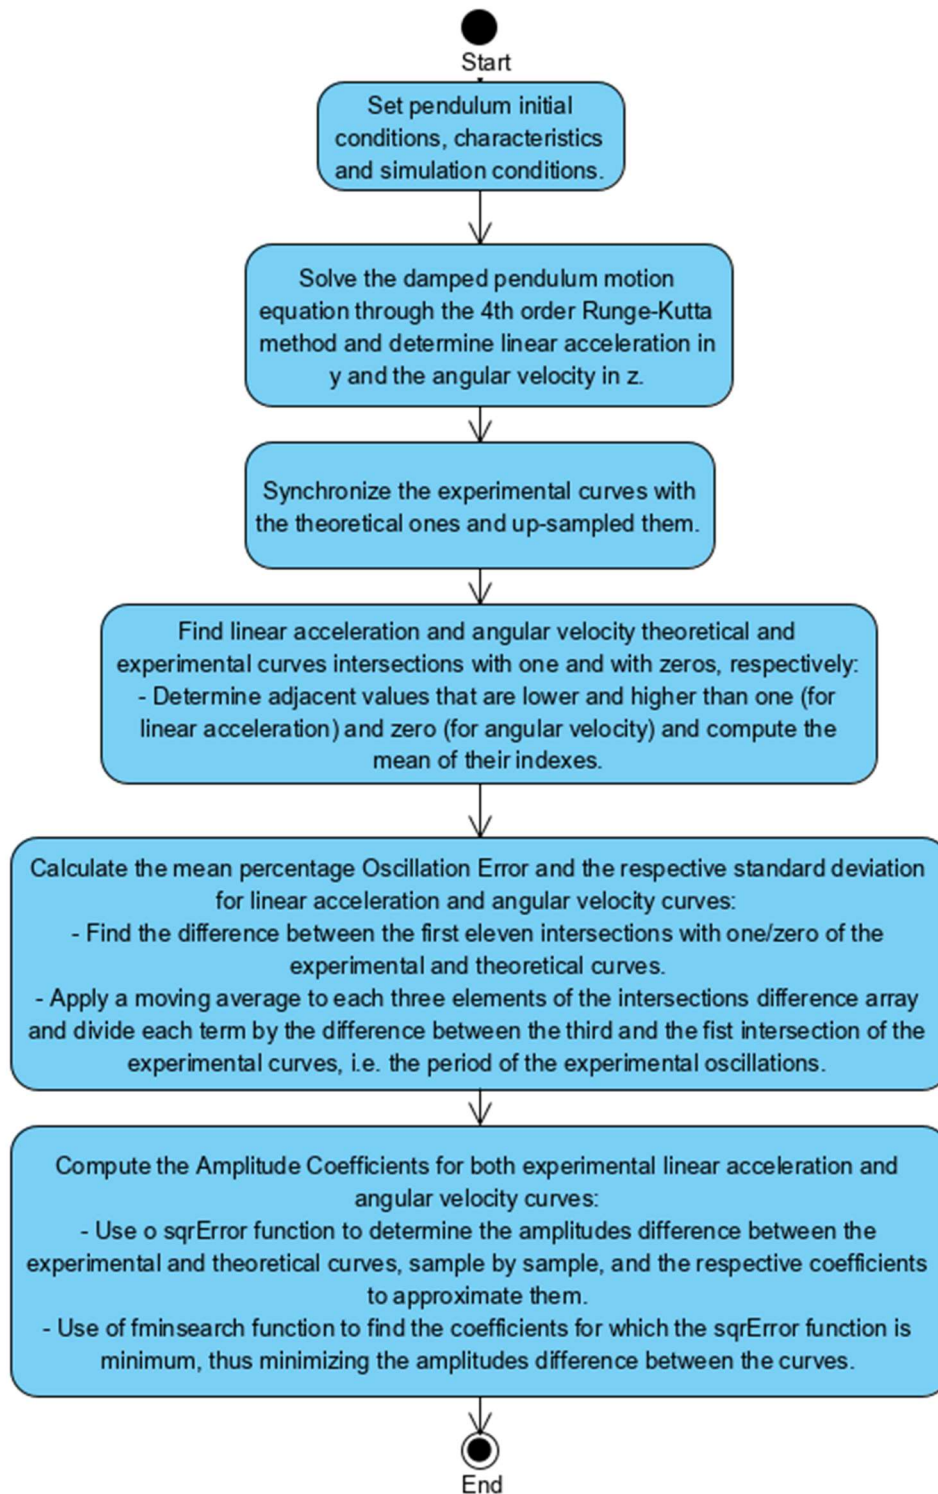 Start
Set pendulum initial
conditions, characteristics
and simulation conditions.
Solve the damped pendulum motion
equation through the 4th order Runge-Kutta
method and determine linear acceleration in
y and the angular velocity in z.
Synchronize the experimental curves with
the theoretical ones and up-sampled them.
Find linear acceleration and angular velocity theoretical and
experimental curves intersections with one and with zeros, respectively:
- Determine adjacent values that are lower and higher than one (for
linear acceleration) and zero (for angular velocity) and compute the
mean of their indexes.
Calculate the mean percentage Oscillation Error and the respective standard deviation
for linear acceleration and angular velocity curves:
- Find the difference between the first eleven intersections with one/zero of the
experimental and theoretical curves.
- Apply a moving average to each three elements of the intersections difference array
and divide each term by the difference between the third and the fist intersection of the
experimental curves, i.e. the period of the experimental oscillations.
Compute the Amplitude Coefficients for both experimental linear acceleration and
angular velocity curves:
- Use o sqrError function to determine the amplitudes difference between the
experimental and theoretical curves, sample by sample, and the respective coefficients
to approximate them.
- Use of fminsearch function to find the coefficients for which the sqrError function is
minimum, thus minimizing the amplitudes difference between the curves.
End